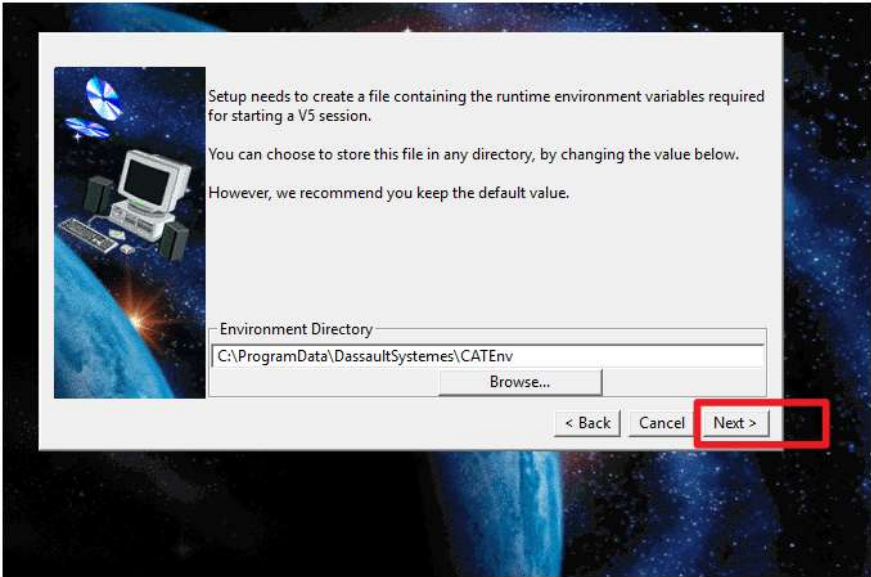 Setup needs to create a file containing the runtime environment variables required
for starting a V5 session.
You can choose to store this file in any directory, by changing the value below.
However, we recommend you keep the default value.
Environment Directory
C:\ProgramData\DassaultSystemes\CATEnv
Browse...
< Back Cancel Next >